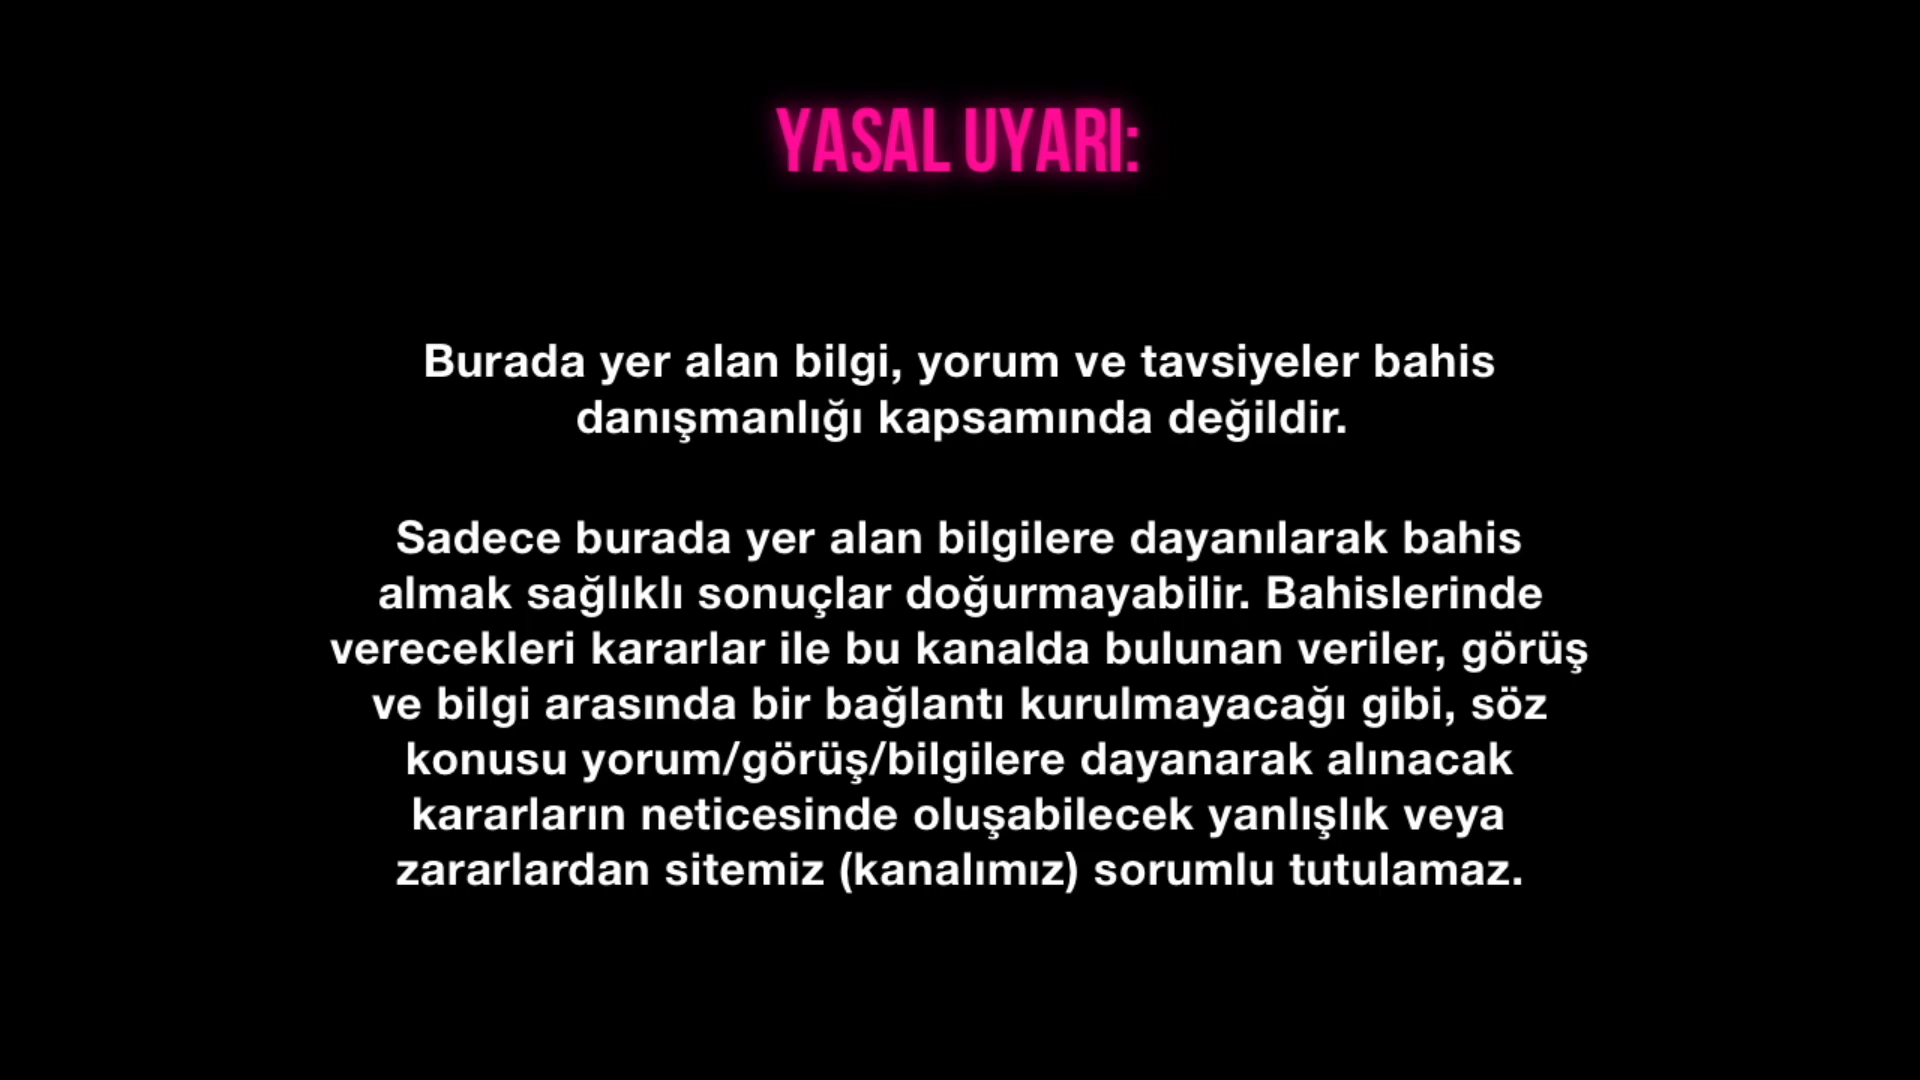 YASAL UYARI:
Burada yer alan bilgi, yorum ve tavsiyeler bahis
danışmanlığı kapsamında değildir.
Sadece burada yer alan bilgilere dayanılarak bahis
almak sağlıklı sonuçlar doğurmayabilir. Bahislerinde
verecekleri kararlar ile bu kanalda bulunan veriler, görüş
ve bilgi arasında bir bağlantı kurulmayacağı gibi, söz
konusu yorum/görüş/bilgilere dayanarak alınacak
kararların neticesinde oluşabilecek yanlışlık veya
zararlardan sitemiz (kanalımız) sorumlu tutulamaz.